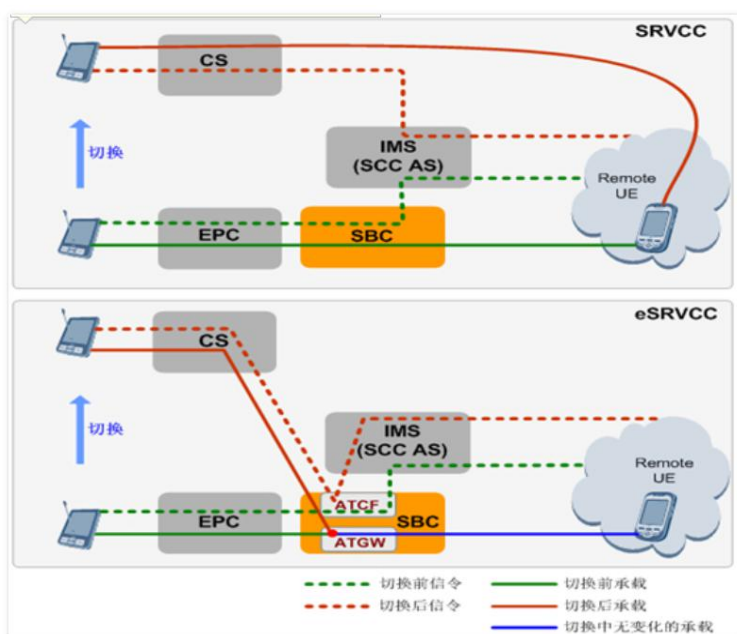 SRVCC
CS
切换
IMS
(SCC AS)
Remote
UE
EPC
SBC
eSRVCC
CS
切换
IMS
(SCC AS)
Remote
UE
ATCF
EPC
SBC
ATGW
切换前信令
切换前承载
切换后信令
切换后承载
切换中无变化的承载